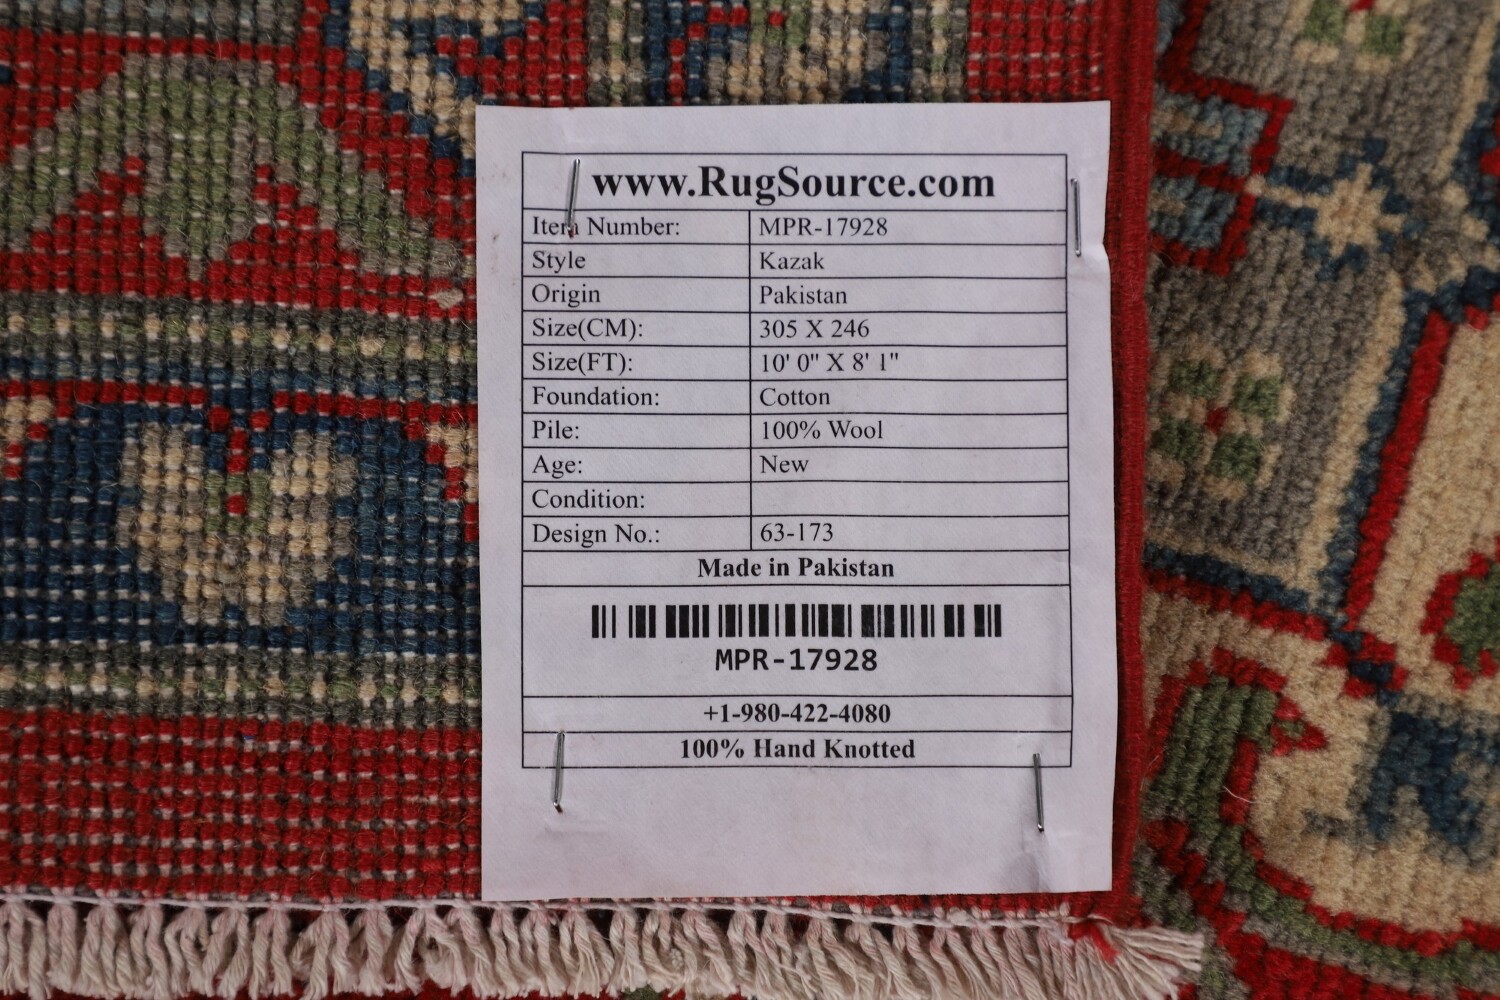 www.RugSource.com
Item Number: MPR-17928
Style Kazak
Origin Pakistan
Size(CM): 305 X 246
Size(FT): 10' 0" X 8' 1"
Foundation: Cotton
Pile: 100% Wool
Age: New
Condition:
Design No.: 63-173
Made in Pakistan
MPR-17928
+1-980-422-4080
100% Hand Knotted